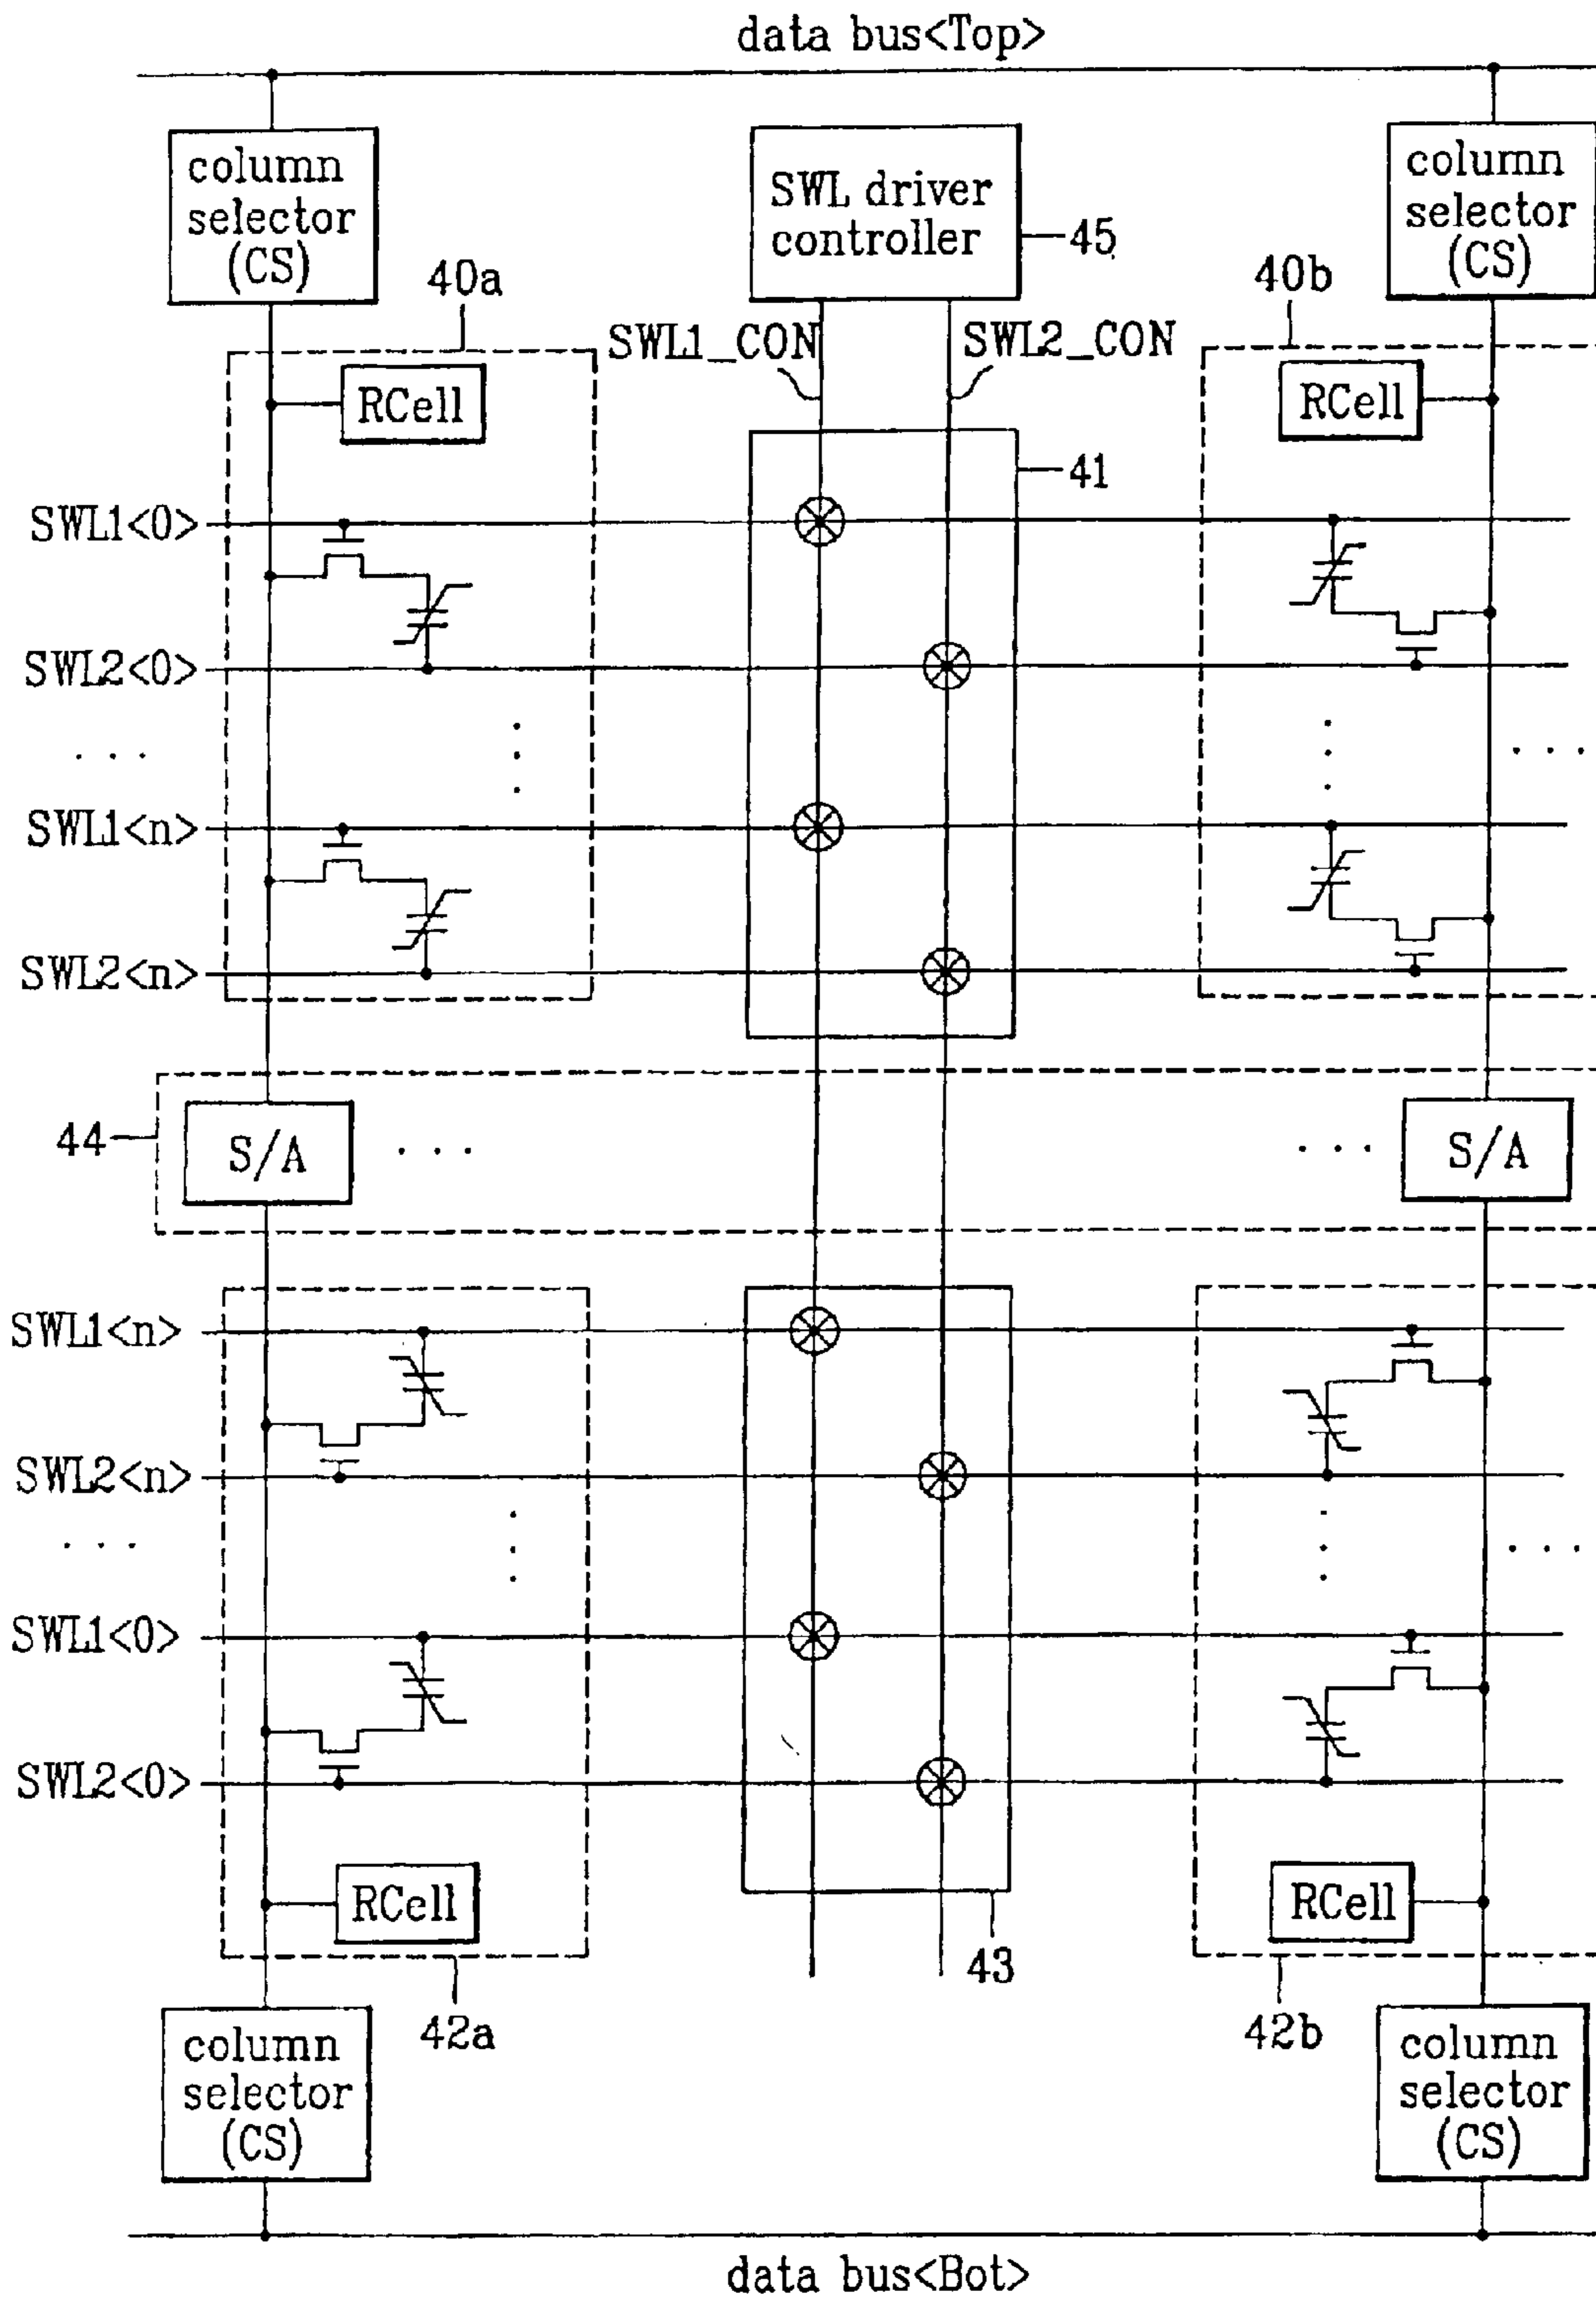 data bus<Top>
column
selector
(CS)
SWL driver
controller
45
column
selector
(CS)
40a
40b
SWL1_CON
SWL2_CON
RCell
RCell
41
SWL1<0>
SWL2<0>
. . .
. . .
SWL1<n>
SWL2<n>
44
S/A
. . .
. . .
S/A
SWL1<n>
SWL2<n>
. . .
. . .
SWL1<0>
SWL2<0>
RCell
RCell
43
42a
42b
column
selector
(CS)
column
selector
(CS)
data bus<Bot>